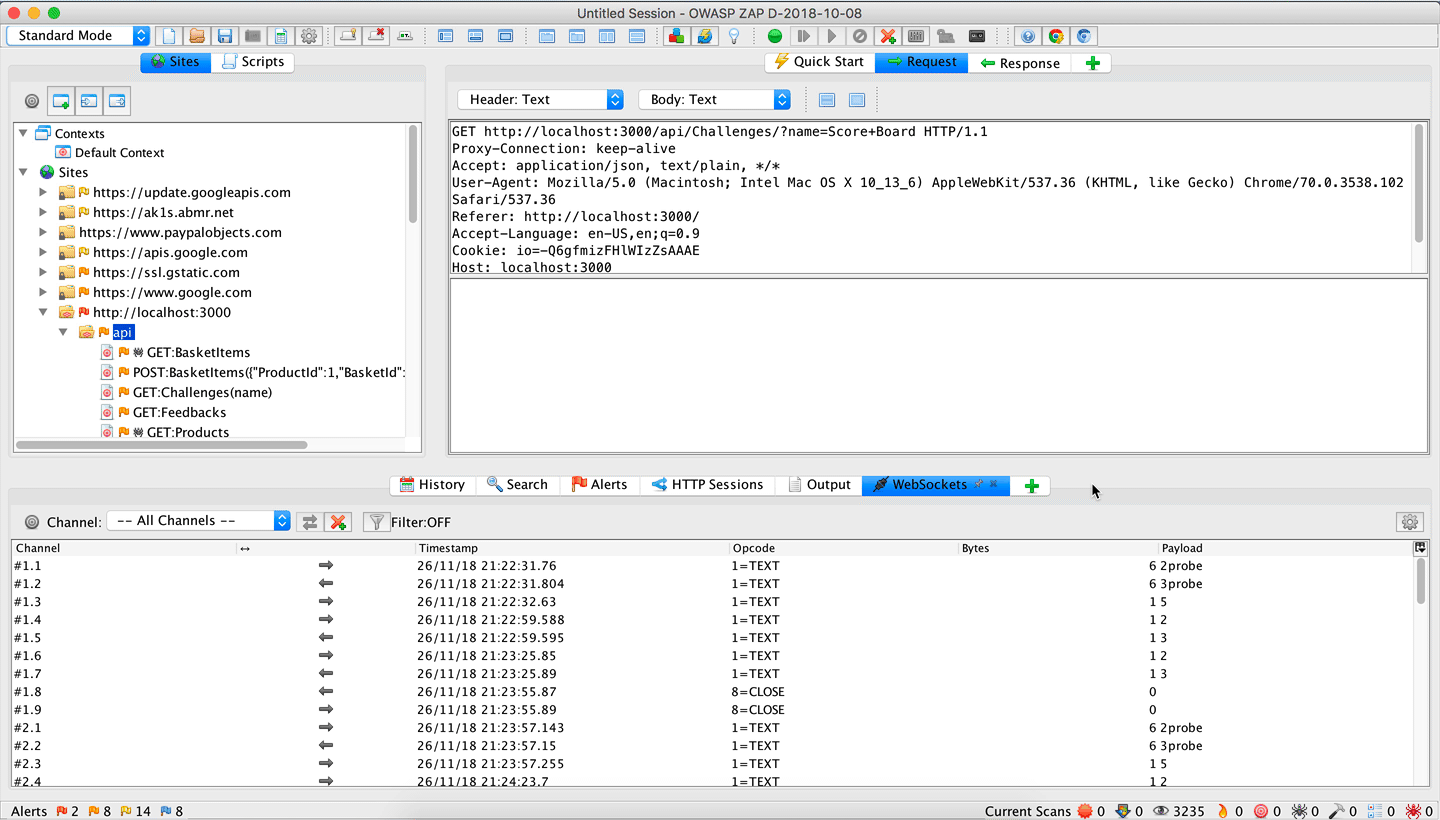 Untitled Session - OWASP ZAP D-2018-10-08
Standard Mode
Sites
Scripts
Quick Start
Request
Response
Header: Text
Body: Text
Contexts
Default Context
Sites
https://update.googleapis.com
https://ak1s.abmr.net
https://www.paypalobjects.com
https://apis.google.com
https://ssl.gstatic.com
https://www.google.com
http://localhost:3000
api
GET:BasketItems
POST:BasketItems({"ProductId":1,"BasketId":
GET:Challenges(name)
GET:Feedbacks
GET:Products
GET http://localhost:3000/api/Challenges/?name=Score+Board HTTP/1.1
Proxy-Connection: keep-alive
Accept: application/json, text/plain, */*
User-Agent: Mozilla/5.0 (Macintosh; Intel Mac OS X 10_13_6) AppleWebKit/537.36 (KHTML, like Gecko) Chrome/70.0.3538.102
Safari/537.36
Referer: http://localhost:3000/
Accept-Language: en-US,en;q=0.9
Cookie: io=-Q6gfmizFHlWIzZsAAAE
Host: localhost:3000
History
Search
Alerts
HTTP Sessions
Output
WebSockets
Channel: -- All Channels -- Filter:OFF
Channel ↔ Timestamp Opcode Bytes Payload
#1.1 26/11/18 21:22:31.76 1=TEXT 6 2probe
#1.2 26/11/18 21:22:31.804 1=TEXT 6 3probe
#1.3 26/11/18 21:22:32.63 1=TEXT 1 5
#1.4 26/11/18 21:22:59.588 1=TEXT 1 2
#1.5 26/11/18 21:22:59.595 1=TEXT 1 3
#1.6 26/11/18 21:23:25.85 1=TEXT 1 2
#1.7 26/11/18 21:23:25.89 1=TEXT 1 3
#1.8 26/11/18 21:23:55.87 8=CLOSE 0
#1.9 26/11/18 21:23:55.89 8=CLOSE 0
#2.1 26/11/18 21:23:57.143 1=TEXT 6 2probe
#2.2 26/11/18 21:23:57.15 1=TEXT 6 3probe
#2.3 26/11/18 21:23:57.255 1=TEXT 1 5
#2.4 26/11/18 21:24:23.7 1=TEXT 1 2
Alerts 2 8 14 8 Current Scans 0 0 3235 0 0 0 0 0 0